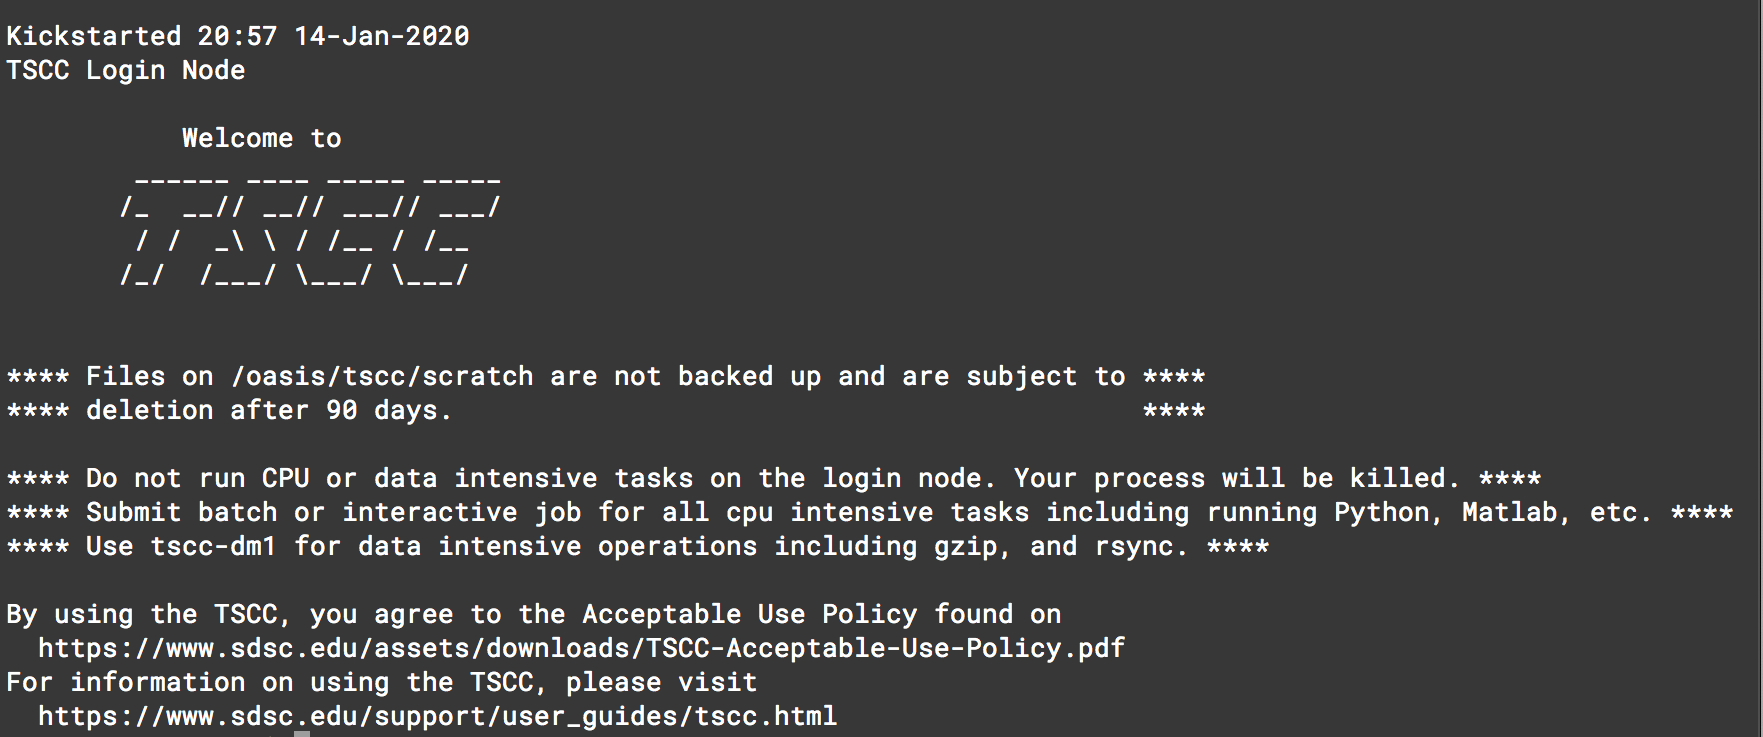 Kickstarted 20:57 14-Jan-2020
TSCC Login Node
Welcome to
 ______ ____ _____ _____
/_  __// __// ___// ___/
 / /  _\ \ / /__ / /__
/_/  /___/ \___/ \___/
**** Files on /oasis/tscc/scratch are not backed up and are subject to ****
**** deletion after 90 days. ****
**** Do not run CPU or data intensive tasks on the login node. Your process will be killed. ****
**** Submit batch or interactive job for all cpu intensive tasks including running Python, Matlab, etc. ****
**** Use tscc-dm1 for data intensive operations including gzip, and rsync. ****
By using the TSCC, you agree to the Acceptable Use Policy found on
https://www.sdsc.edu/assets/downloads/TSCC-Acceptable-Use-Policy.pdf
For information on using the TSCC, please visit
https://www.sdsc.edu/support/user_guides/tscc.html